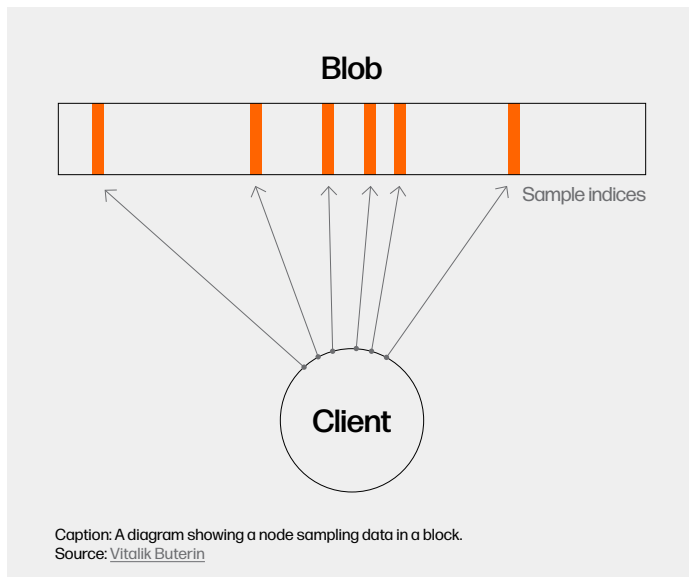 Blob
Sample indices
Client
Caption: A diagram showing a node sampling data in a block.
Source: Vitalik Buterin